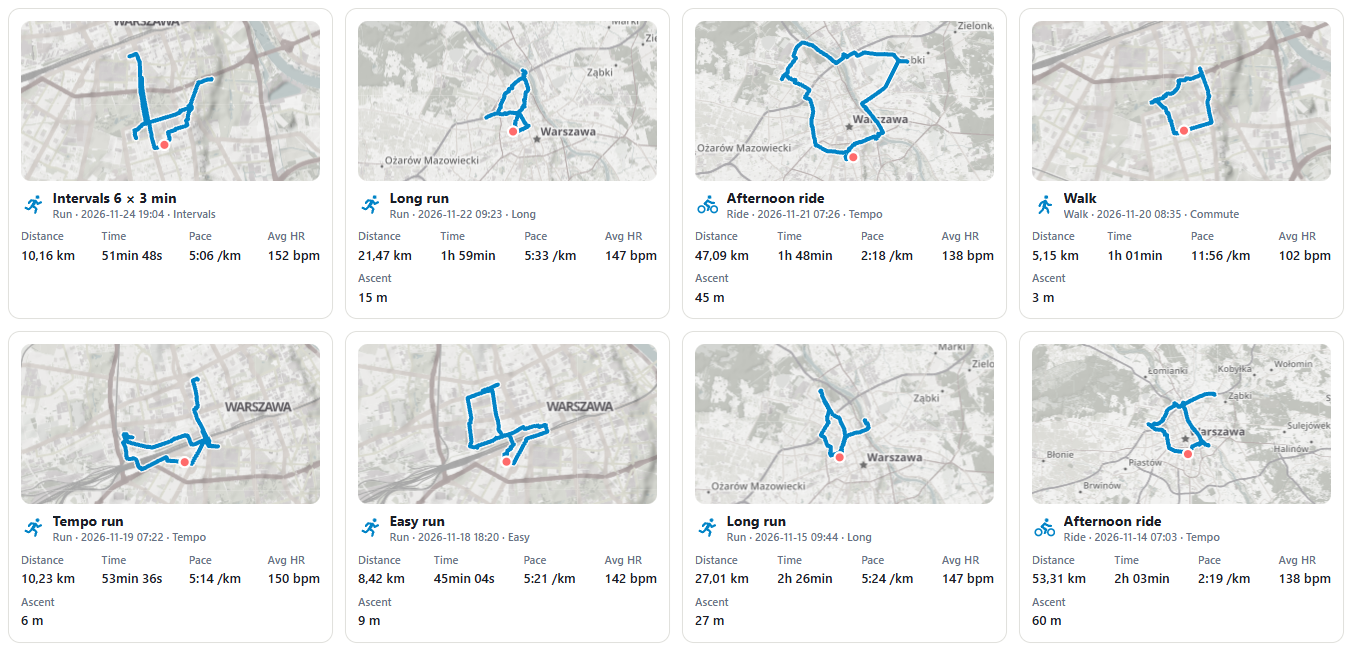 WARSZAWA
Intervals 6 × 3 min
Run · 2026-11-24 19:04 · Intervals
Distance Time Pace Avg HR
10,16 km 51min 48s 5:06 /km 152 bpm
Marki
Ząbki
Warszawa
Ożarów Mazowiecki
Long run
Run · 2026-11-22 09:23 · Long
Distance Time Pace Avg HR
21,47 km 1h 59min 5:33 /km 147 bpm
Ascent
15 m
Zielonk
bki
Warszawa
Ożarów Mazowiecki
Afternoon ride
Ride · 2026-11-21 07:26 · Tempo
Distance Time Pace Avg HR
47,09 km 1h 48min 2:18 /km 138 bpm
Ascent
45 m
Walk
Walk · 2026-11-20 08:35 · Commute
Distance Time Pace Avg HR
5,15 km 1h 01min 11:56 /km 102 bpm
Ascent
3 m
WARSZAWA
Tempo run
Run · 2026-11-19 07:22 · Tempo
Distance Time Pace Avg HR
10,23 km 53min 36s 5:14 /km 150 bpm
Ascent
6 m
WARSZAWA
Easy run
Run · 2026-11-18 18:20 · Easy
Distance Time Pace Avg HR
8,42 km 45min 04s 5:21 /km 142 bpm
Ascent
9 m
Marki
Zielo
Ząbki
Warszawa
Ożarów Mazowiecki
Long run
Run · 2026-11-15 09:44 · Long
Distance Time Pace Avg HR
27,01 km 2h 26min 5:24 /km 147 bpm
Ascent
27 m
Łomianki
Kobyłka
Wołomin
Ząbki
Warszawa
Sulejówek
Halinów
Błonie
Piastów
Brwinów
Afternoon ride
Ride · 2026-11-14 07:03 · Tempo
Distance Time Pace Avg HR
53,31 km 2h 03min 2:19 /km 138 bpm
Ascent
60 m